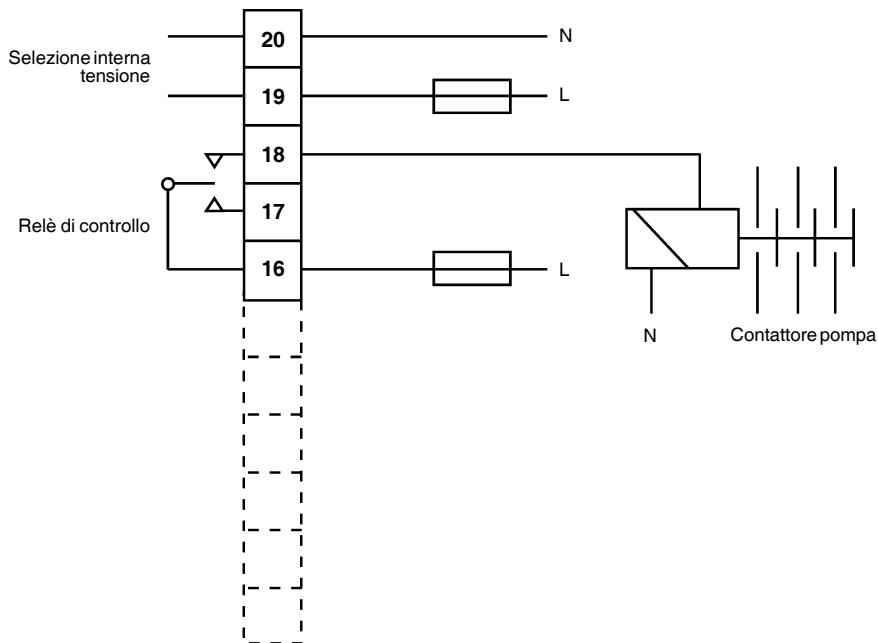 20
N
Selezione interna
tensione
19
L
18
17
Relè di controllo
16
L
N
Contattore pompa